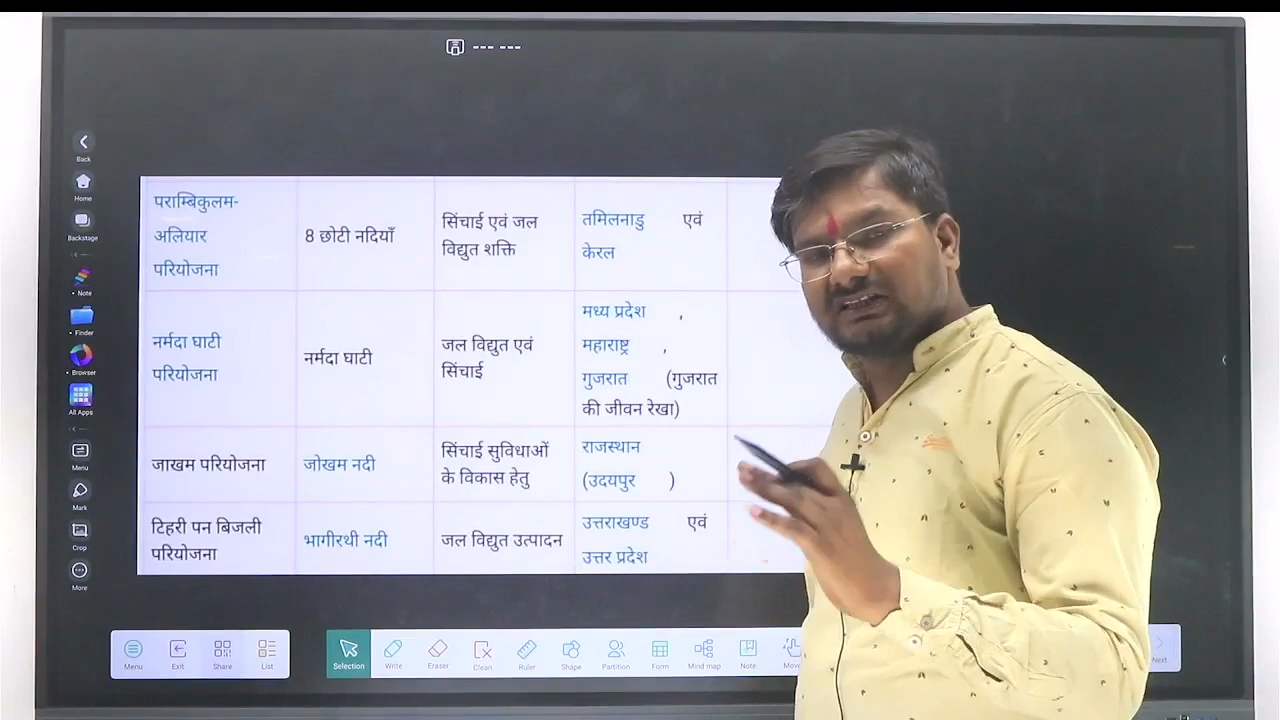 --- ---
Back
Home
Backstage
Note
Finder
Browser
All Apps
Menu
Mark
Crop
More
पराम्बिकुलम-
अलियार
परियोजना
8 छोटी नदियाँ
सिंचाई एवं जल
विद्युत शक्ति
तमिलनाडु एवं
केरल
नर्मदा घाटी
परियोजना
नर्मदा घाटी
जल विद्युत एवं
सिंचाई
मध्य प्रदेश ,
महाराष्ट्र ,
गुजरात (गुजरात
की जीवन रेखा)
जाखम परियोजना
जोखम नदी
सिंचाई सुविधाओं
के विकास हेतु
राजस्थान
(उदयपुर )
टिहरी पन बिजली
परियोजना
भागीरथी नदी
जल विद्युत उत्पादन
उत्तराखण्ड एवं
उत्तर प्रदेश
Menu Exit Share List
Selection Write Eraser Clean Ruler Shape Partition Form Mind map Note Move Next